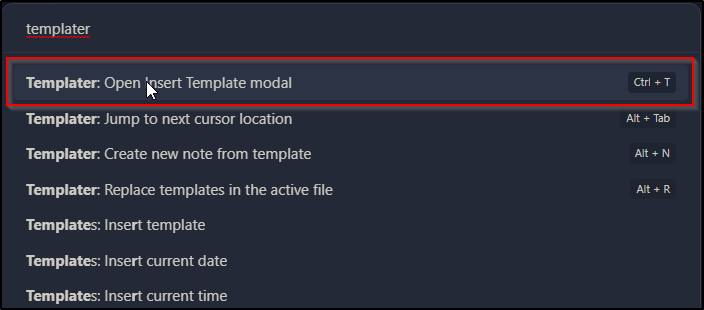 templater
Templater: Open Insert Template modal Ctrl + T
Templater: Jump to next cursor location Alt + Tab
Templater: Create new note from template Alt + N
Templater: Replace templates in the active file Alt + R
Templates: Insert template
Templates: Insert current date
Templates: Insert current time